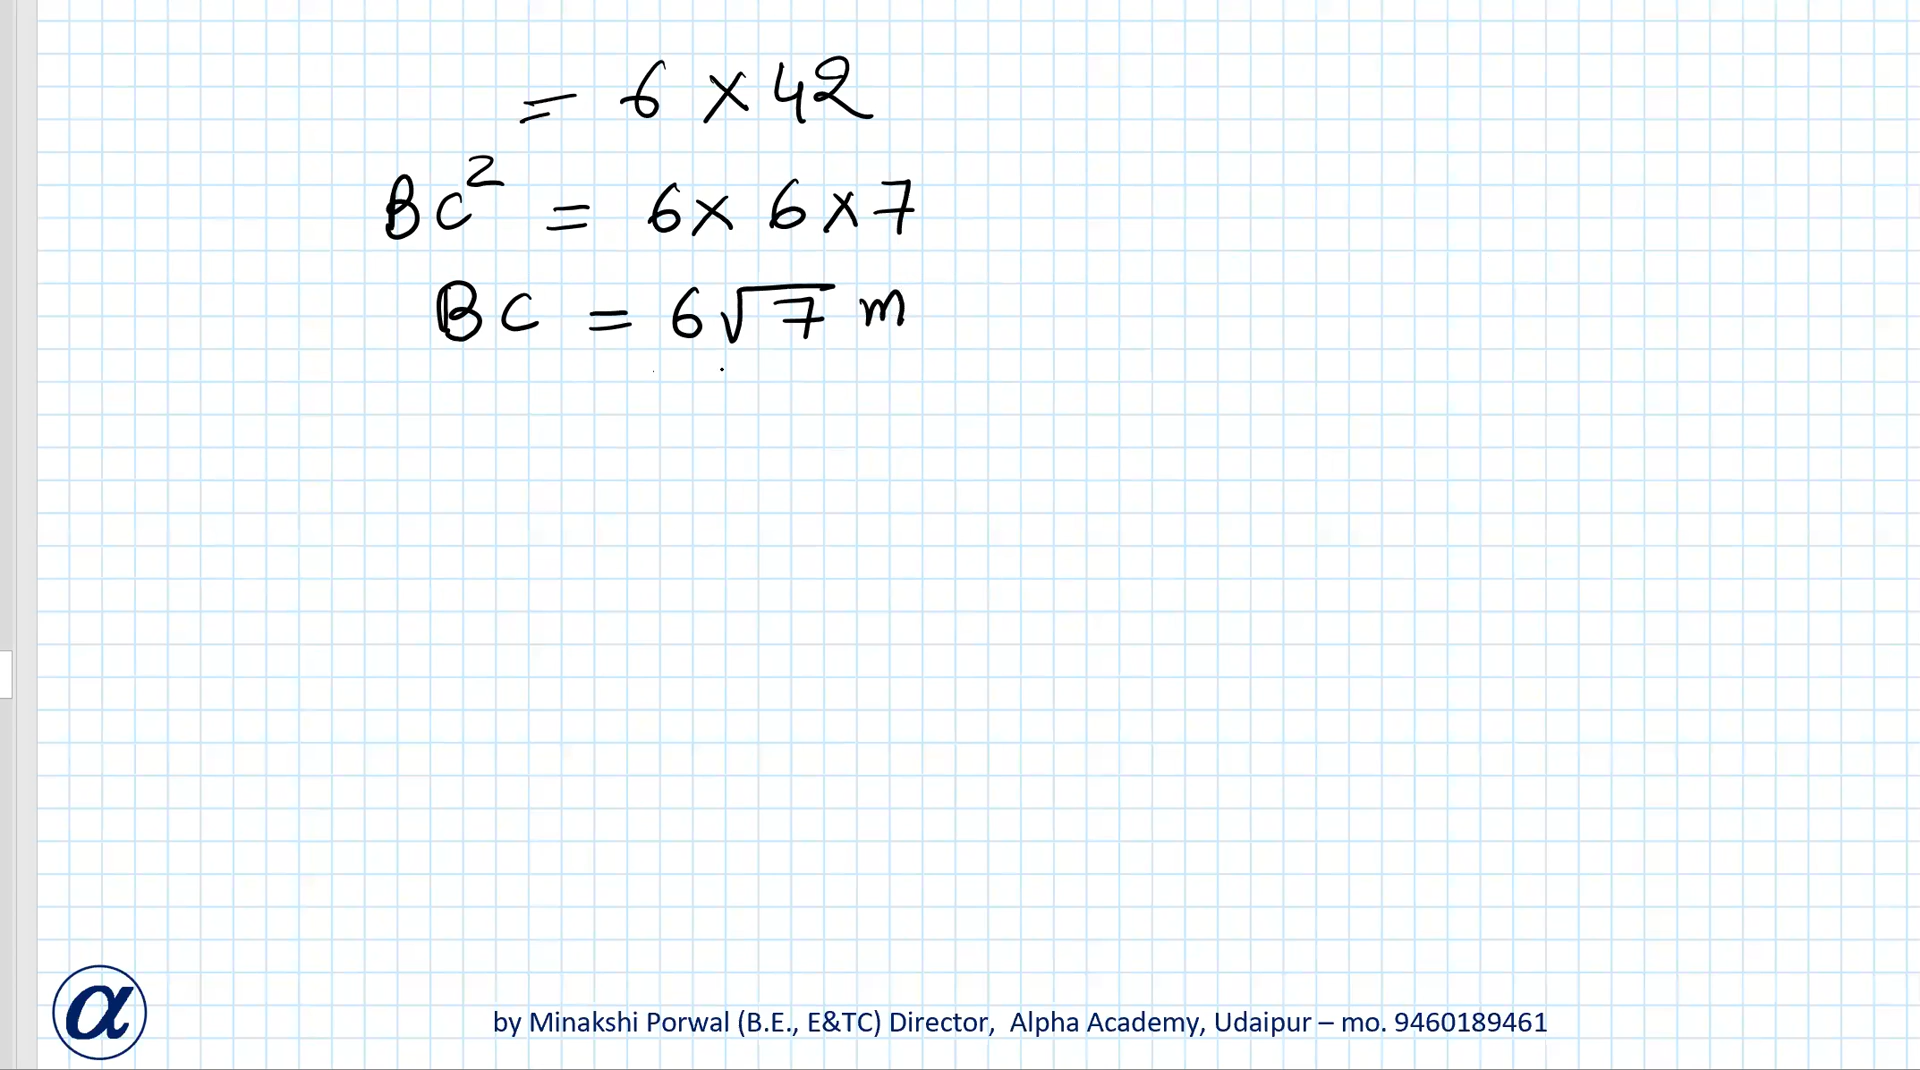 = 6 × 42
BC² = 6 × 6 × 7
BC = 6√7 m
α
by Minakshi Porwal (B.E., E&TC) Director, Alpha Academy, Udaipur – mo. 9460189461